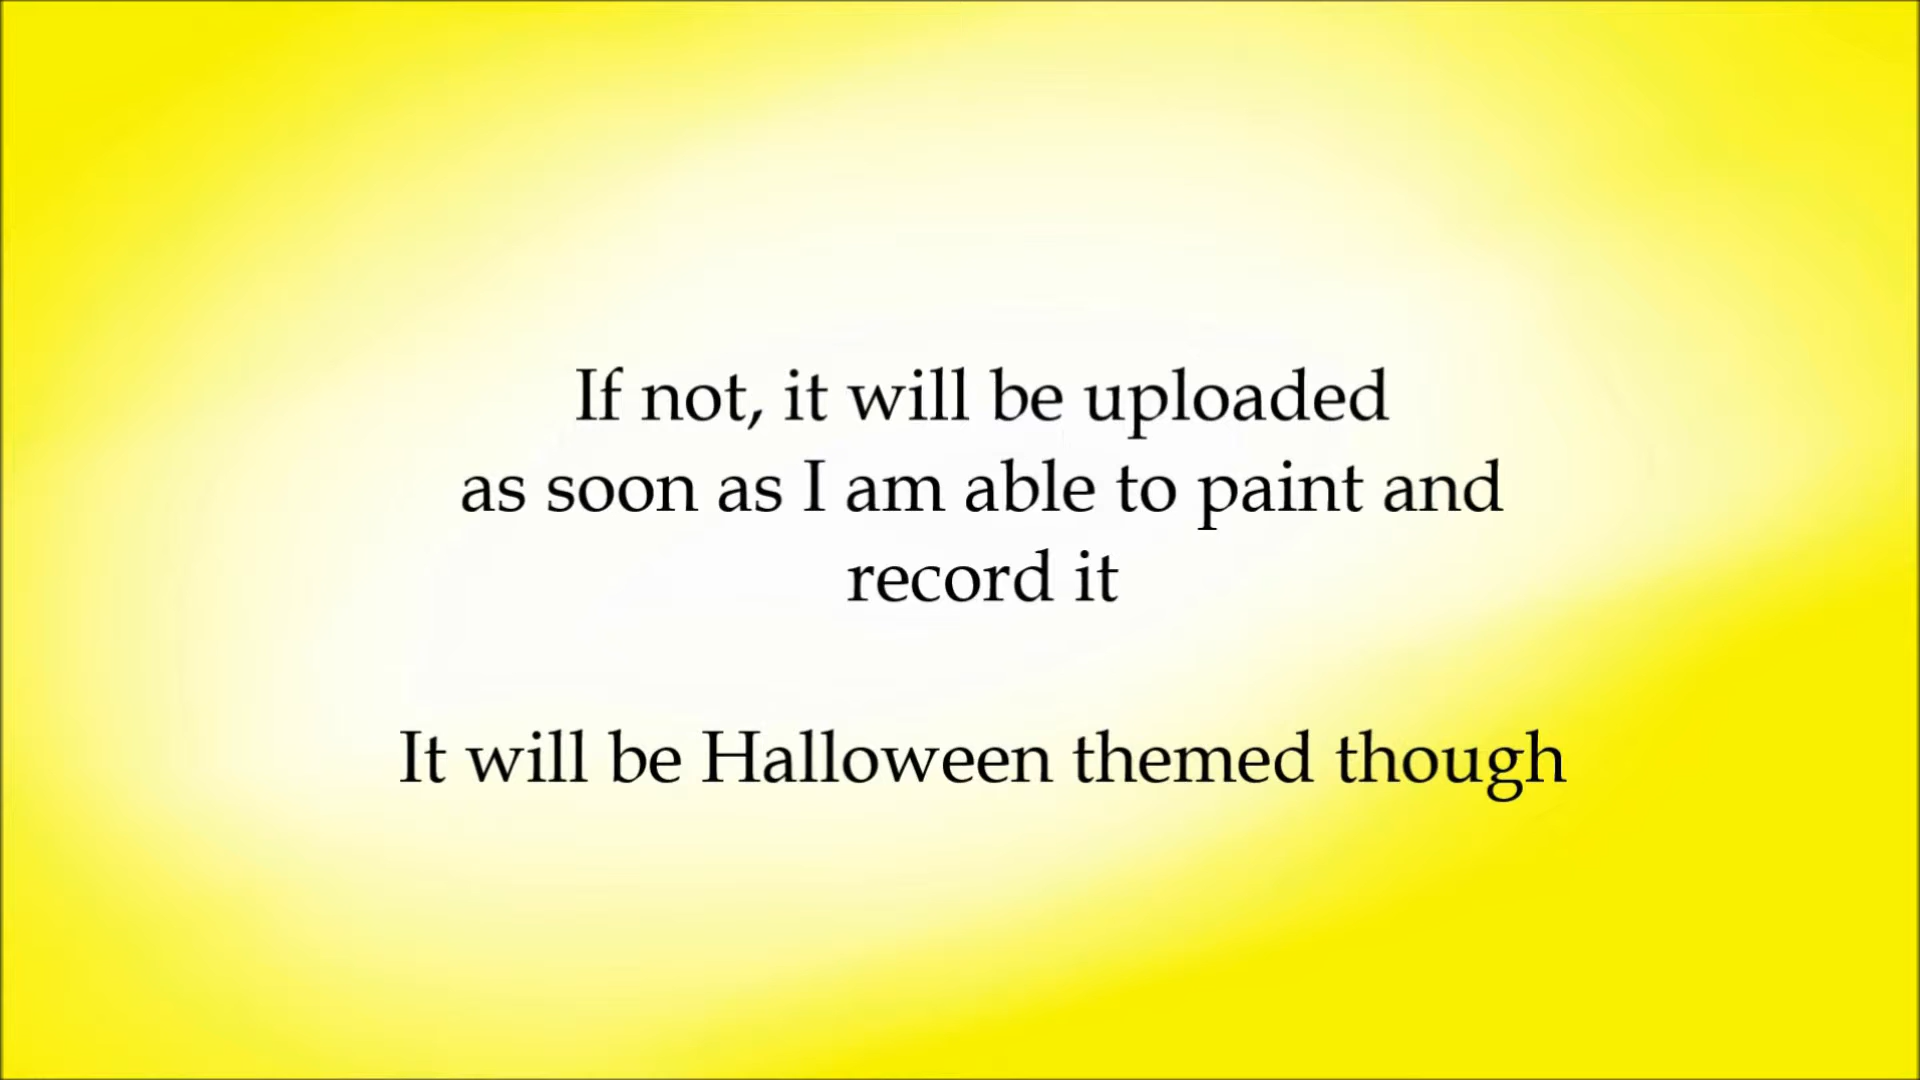 If not, it will be uploaded
as soon as I am able to paint and
record it
It will be Halloween themed though